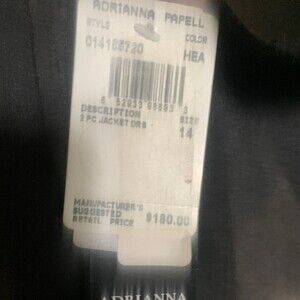 ADRIANNA PAPELL
STYLE COLOR
HEA
DESCRIPTION SIZE
2 PC JACKET DRS 14
MANUFACTURER'S
SUGGESTED
RETAIL PRICE $180.00
ADRIANNA